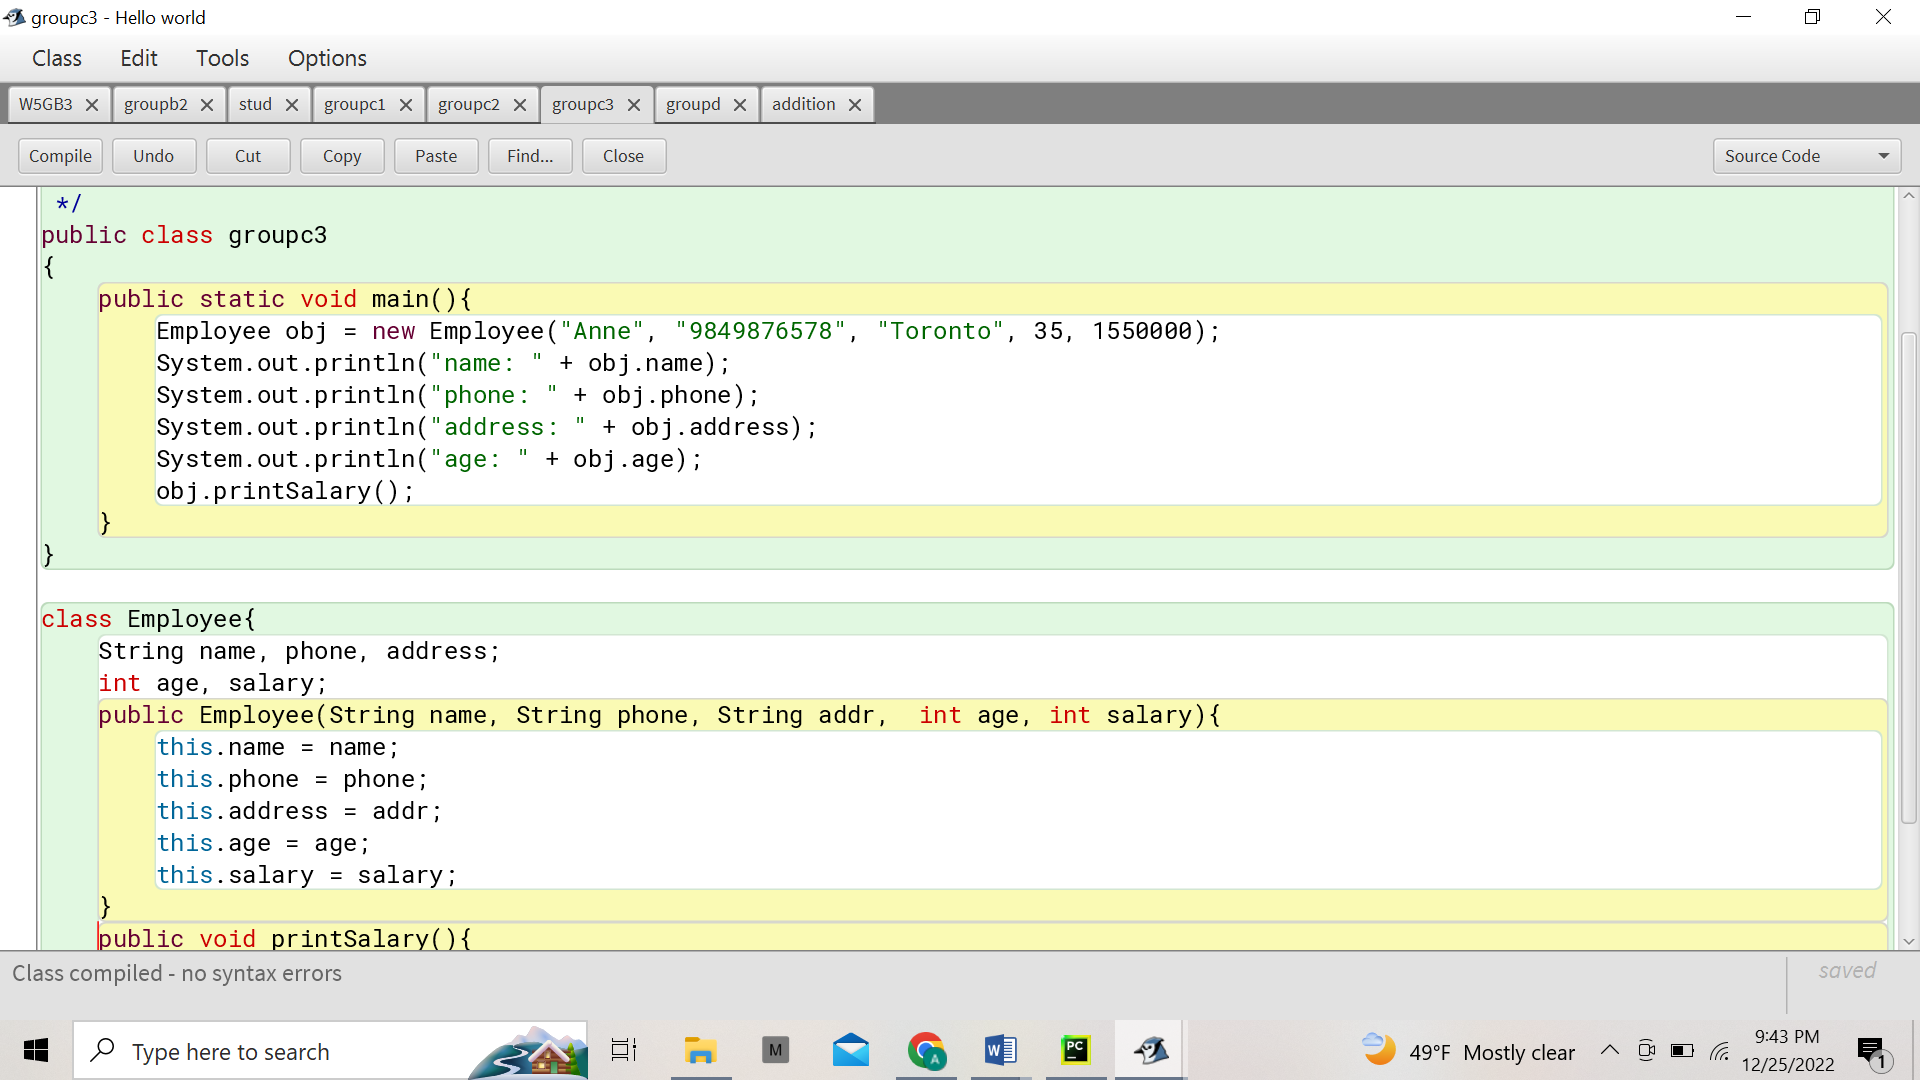 groupc3 - Hello world
Class Edit Tools Options
W5GB3 groupb2 stud groupc1 groupc2 groupc3 groupd addition
Compile Undo Cut Copy Paste Find... Close Source Code
*/
public class groupc3
{
public static void main(){
Employee obj = new Employee("Anne", "9849876578", "Toronto", 35, 1550000);
System.out.println("name: " + obj.name);
System.out.println("phone: " + obj.phone);
System.out.println("address: " + obj.address);
System.out.println("age: " + obj.age);
obj.printSalary();
}
}
class Employee{
String name, phone, address;
int age, salary;
public Employee(String name, String phone, String addr,  int age, int salary){
this.name = name;
this.phone = phone;
this.address = addr;
this.age = age;
this.salary = salary;
}
public void printSalary(){
Class compiled - no syntax errors
saved
Type here to search
M
A
W
PC
49°F Mostly clear
9:43 PM
12/25/2022
1